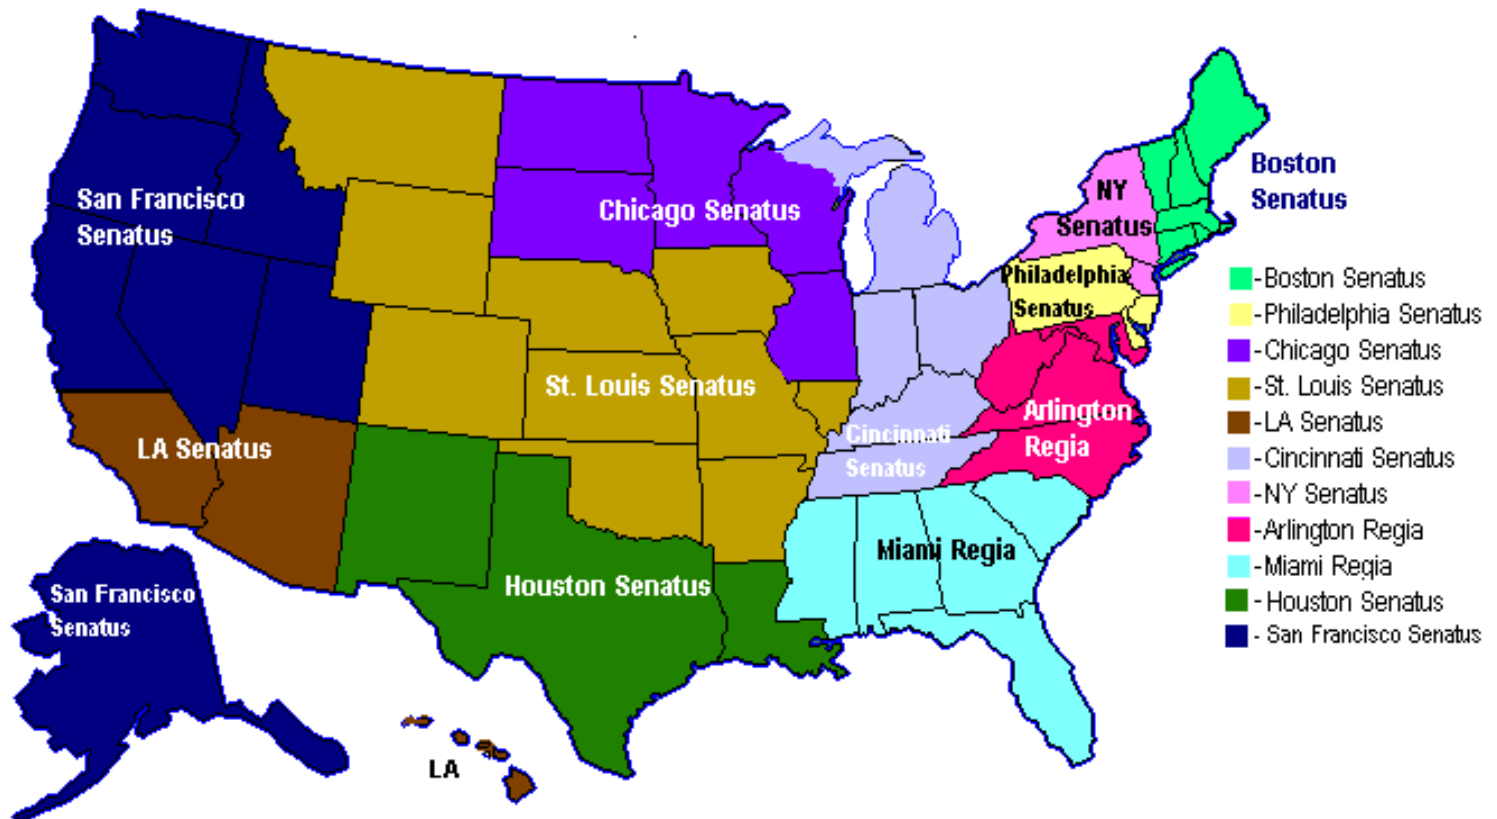 San Francisco
Senatus
Chicago Senatus
NY
Senatus
Boston
Senatus
Philadelphia
Senatus
St. Louis Senatus
LA Senatus
Cincinnati
Senatus
Arlington
Regia
Miami Regia
Houston Senatus
San Francisco
Senatus
LA
-Boston Senatus
-Philadelphia Senatus
-Chicago Senatus
-St. Louis Senatus
-LA Senatus
-Cincinnati Senatus
-NY Senatus
-Arlington Regia
-Miami Regia
- Houston Senatus
- San Francisco Senatus